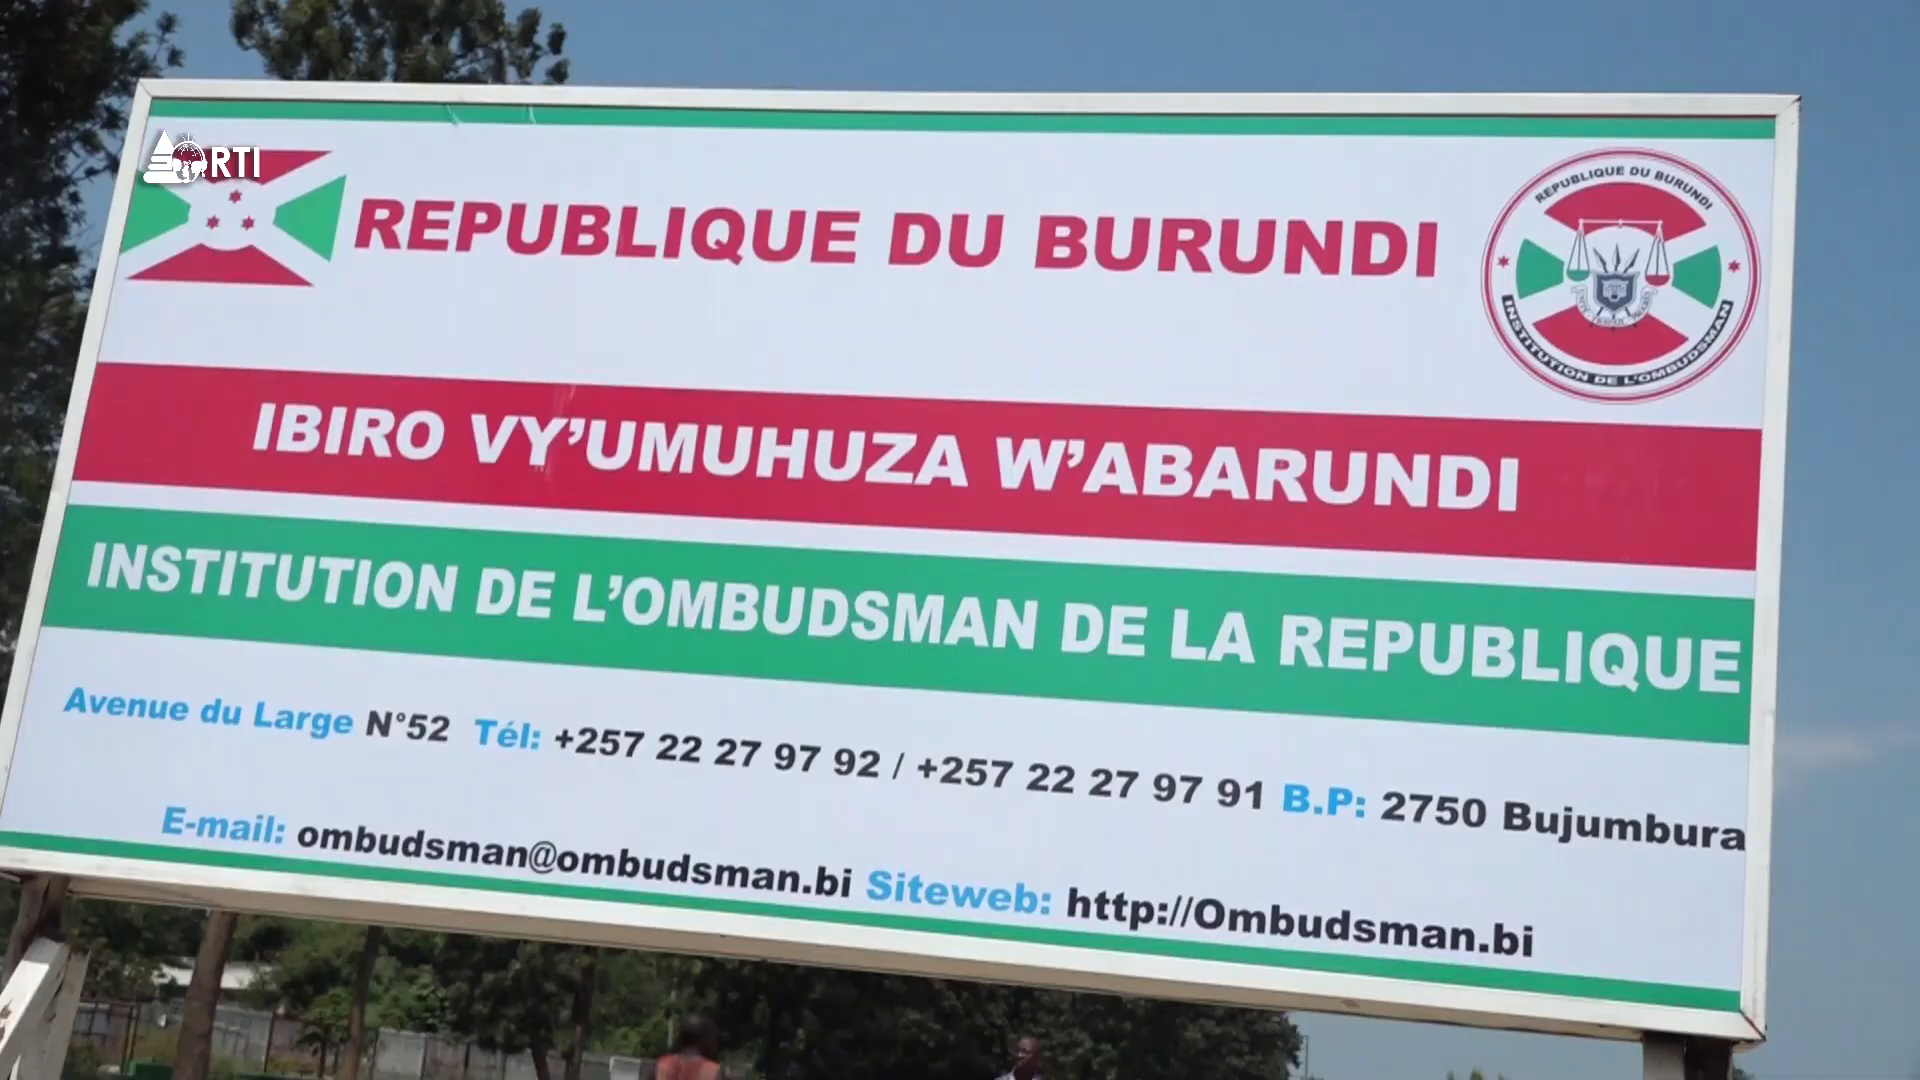 RTI
REPUBLIQUE DU BURUNDI
REPUBLIQUE DU BURUNDI
INSTITUTION DE L'OMBUDSMAN
IBIRO VY'UMUHUZA W'ABARUNDI
INSTITUTION DE L'OMBUDSMAN DE LA REPUBLIQUE
Avenue du Large N°52 Tél: +257 22 27 97 92 / +257 22 27 97 91 B.P: 2750 Bujumbura
E-mail: ombudsman@ombudsman.bi Siteweb: http://Ombudsman.bi